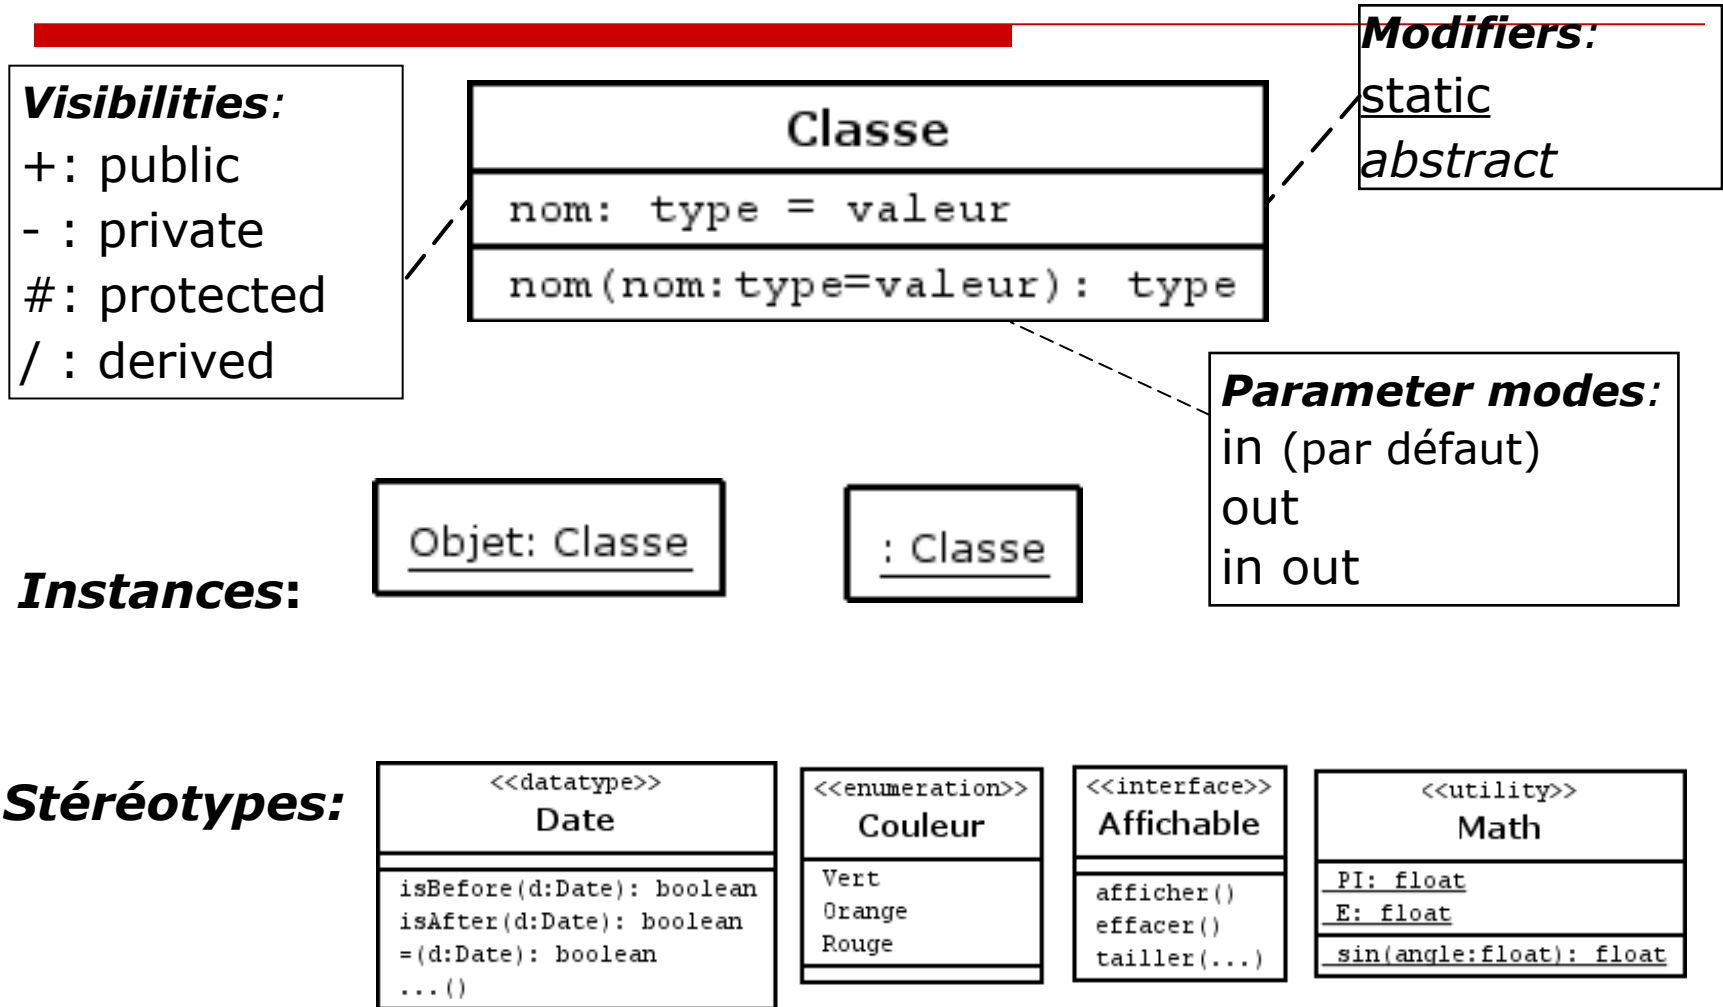 Visibilities:
+: public
- : private
#: protected
/ : derived
Classe
nom: type = valeur
nom(nom:type=valeur): type
Modifiers:
static
abstract
Parameter modes:
in (par défaut)
out
in out
Instances:
Objet: Classe
: Classe
Stéréotypes:
<<datatype>>
Date
isBefore(d:Date): boolean
isAfter(d:Date): boolean
=(d:Date): boolean
...()
<<enumeration>>
Couleur
Vert
Orange
Rouge
<<interface>>
Affichable
afficher()
effacer()
tailler(...)
<<utility>>
Math
PI: float
E: float
sin(angle:float): float